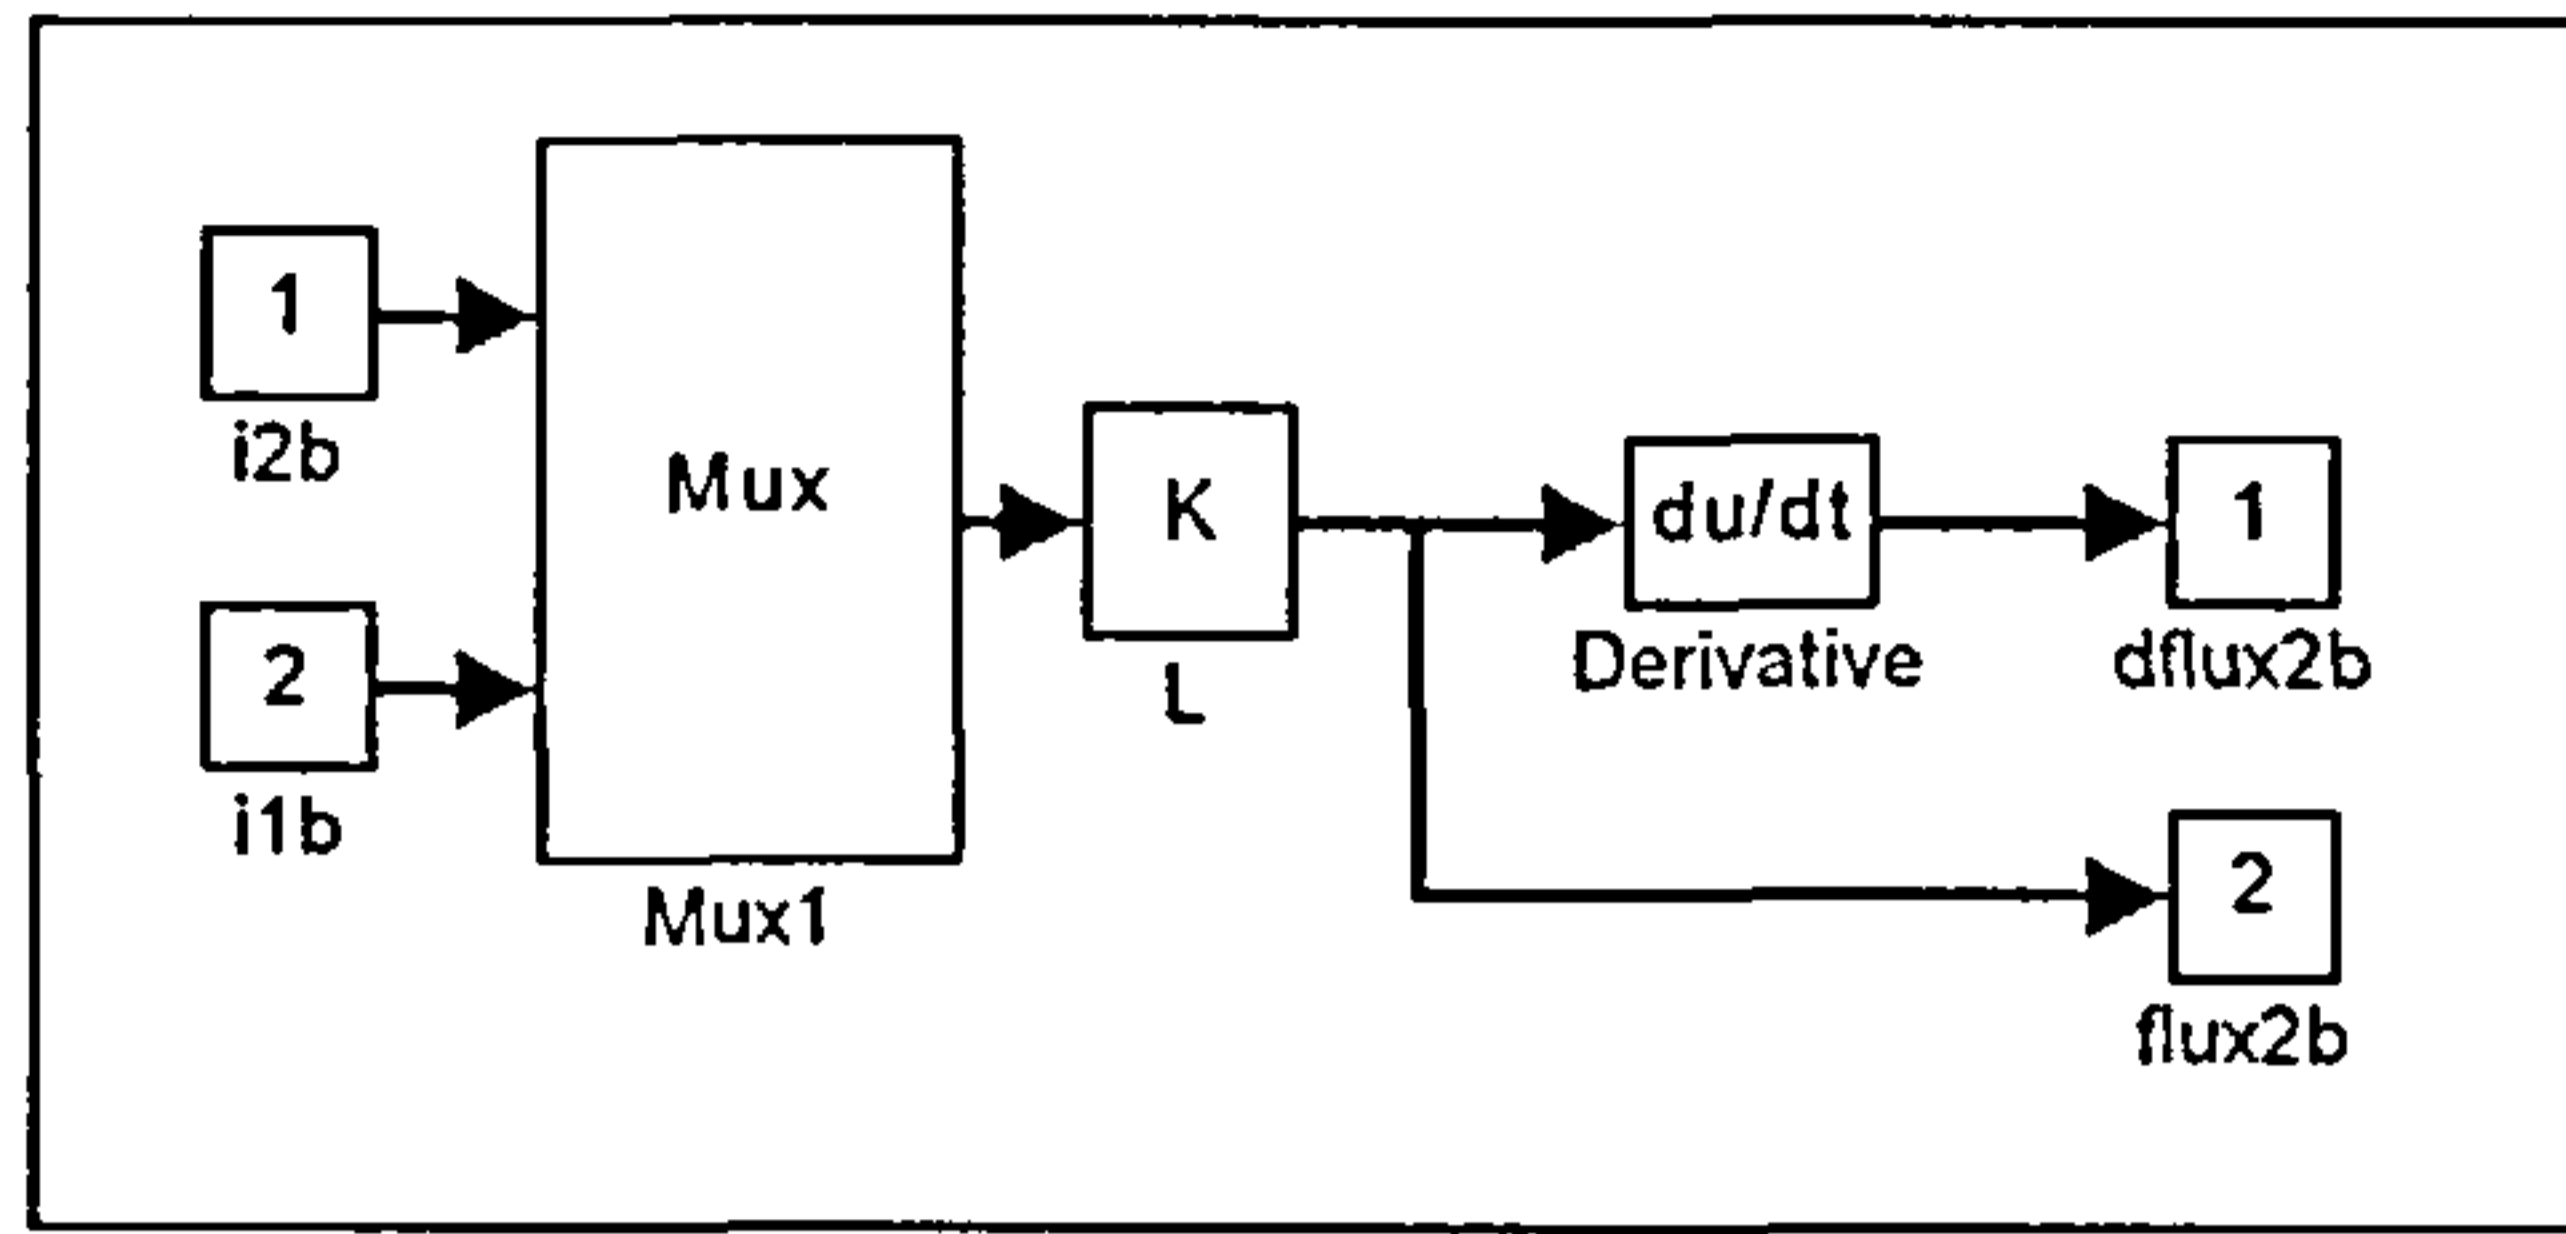 1
i2b
2
i1b
Mux
Mux1
K
L
du/dt
Derivative
1
dflux2b
2
flux2b